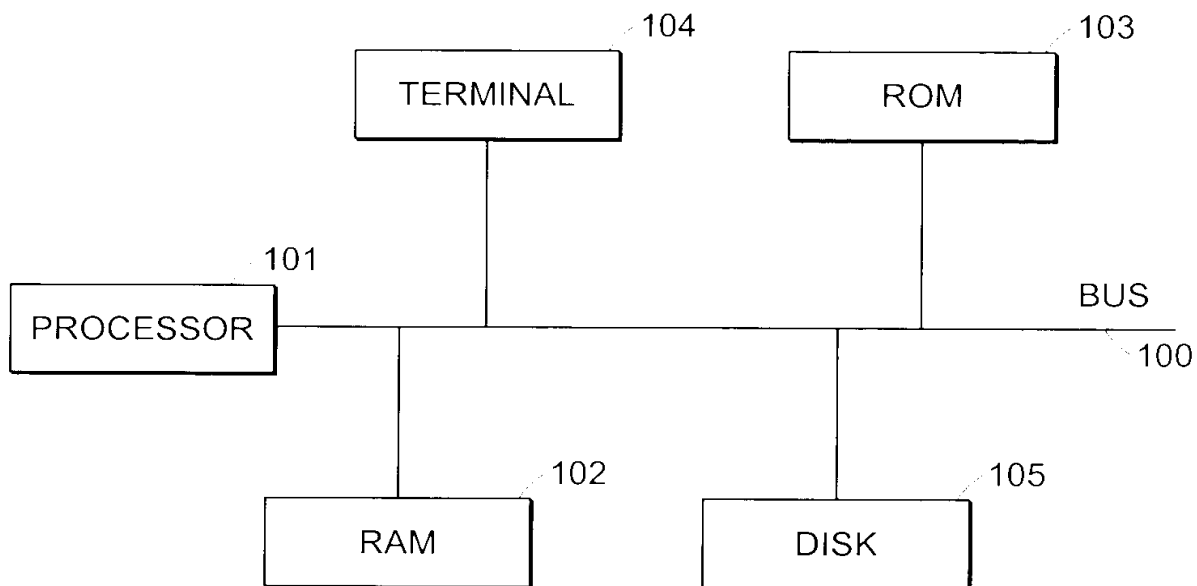 104
103
TERMINAL
ROM
101
BUS
PROCESSOR
100
102
105
RAM
DISK